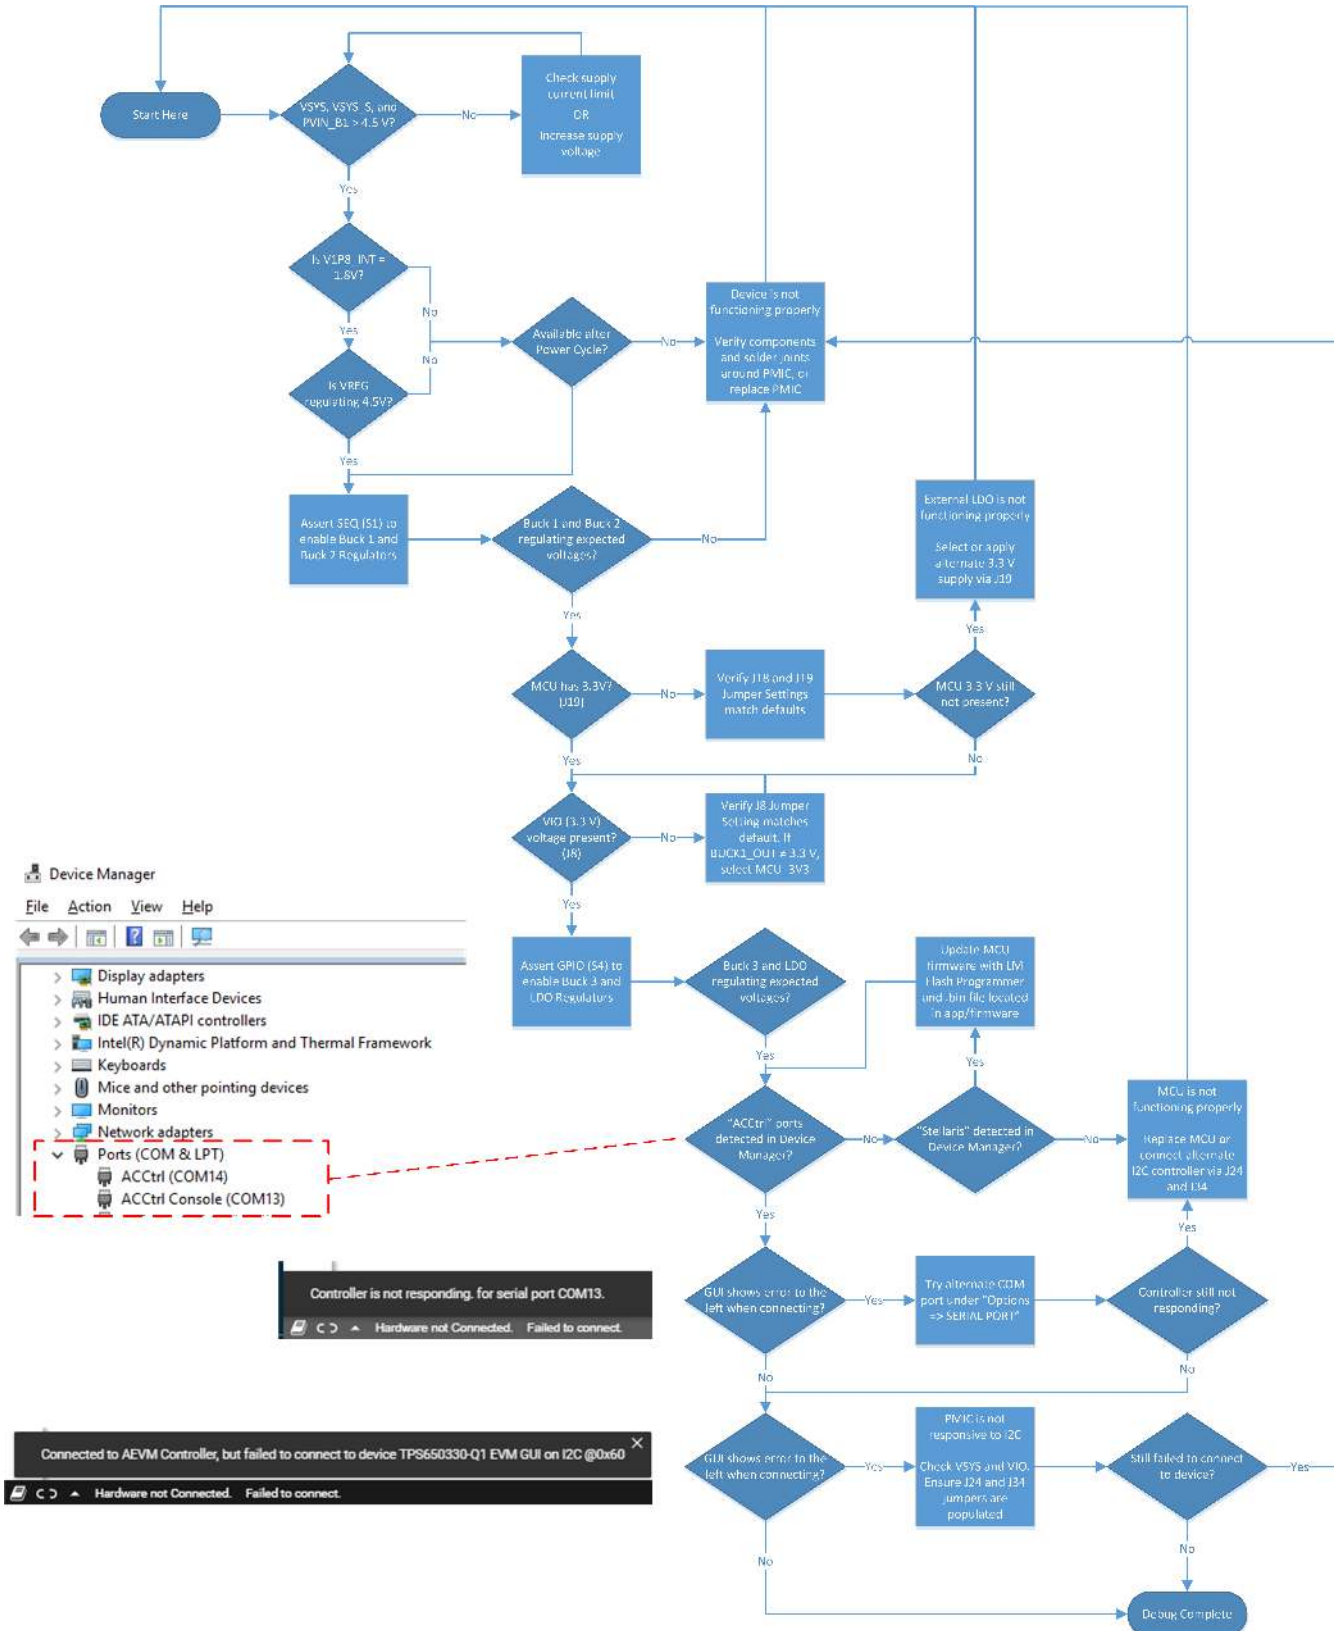 Start Here
VSYS, VSYS_S, and
PVIN_B1 > 4.5 V?
No
Check supply
current limit
OR
Increase supply
voltage
Yes
Is V1P8_INT =
1.8V?
No
Yes
Is VREG
regulating 4.5V?
No
Available after
Power Cycle?
No
Device is not
functioning properly
Verify components
and solder joints
around PMIC, or
replace PMIC
Yes
Assert SEQ (S1) to
enable Buck 1 and
Buck 2 Regulators
Buck 1 and Buck 2
regulating expected
voltages?
No
External LDO is not
functioning properly
Select or apply
alternate 3.3 V
supply via J19
Yes
Yes
MCU has 3.3V?
(J19)
No
Verify J18 and J19
Jumper Settings
match defaults
MCU 3.3 V still
not present?
Yes
No
VIO (3.3 V)
voltage present?
(J8)
No
Verify J8 Jumper
Setting matches
default. If
BUCK1_OUT ≠ 3.3 V,
select MCU_3V3
Yes
Assert GPIO (S4) to
enable Buck 3 and
LDO Regulators
Buck 3 and LDO
regulating expected
voltages?
Update MCU
firmware with LM
Flash Programmer
and .bin file located
in app/firmware
Yes
Yes
Device Manager
File Action View Help
Display adapters
Human Interface Devices
IDE ATA/ATAPI controllers
Intel(R) Dynamic Platform and Thermal Framework
Keyboards
Mice and other pointing devices
Monitors
Network adapters
Ports (COM & LPT)
ACCtrl (COM14)
ACCtrl Console (COM13)
"ACCtrl" ports
detected in Device
Manager?
No
"Stellaris" detected in
Device Manager?
No
MCU is not
functioning properly
Replace MCU or
connect alternate
I2C controller via J24
and J34
Yes
Yes
Controller is not responding. for serial port COM13.
Hardware not Connected. Failed to connect.
GUI shows error to the
left when connecting?
Yes
Try alternate COM
port under "Options
=> SERIAL PORT"
Controller still not
responding?
No
No
Connected to AEVM Controller, but failed to connect to device TPS650330-Q1 EVM GUI on I2C @0x60
Hardware not Connected. Failed to connect.
GUI shows error to the
left when connecting?
Yes
PMIC is not
responsive to I2C
Check VSYS and VIO.
Ensure J24 and J34
jumpers are
populated
Still failed to connect
to device?
Yes
No
No
Debug Complete